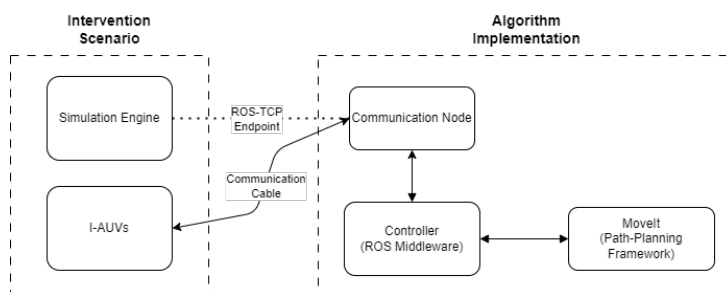 Intervention
Scenario
Algorithm
Implementation
Simulation Engine
ROS-TCP
Endpoint
Communication Node
Communication
Cable
I-AUVs
Controller
(ROS Middleware)
MoveIt
(Path-Planning
Framework)